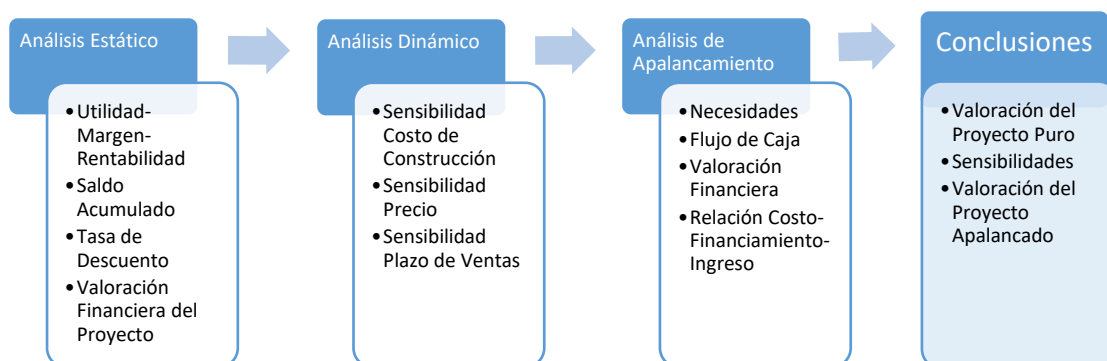 Análisis Estático
• Utilidad-
Margen-
Rentabilidad
• Saldo
Acumulado
• Tasa de
Descuento
• Valoración
Financiera del
Proyecto
Análisis Dinámico
• Sensibilidad
Costo de
Construcción
• Sensibilidad
Precio
• Sensibilidad
Plazo de Ventas
Análisis de
Apalancamiento
• Necesidades
• Flujo de Caja
• Valoración
Financiera
• Relación Costo-
Financiamiento-
Ingreso
Conclusiones
• Valoración del
Proyecto Puro
• Sensibilidades
• Valoración del
Proyecto
Apalancado